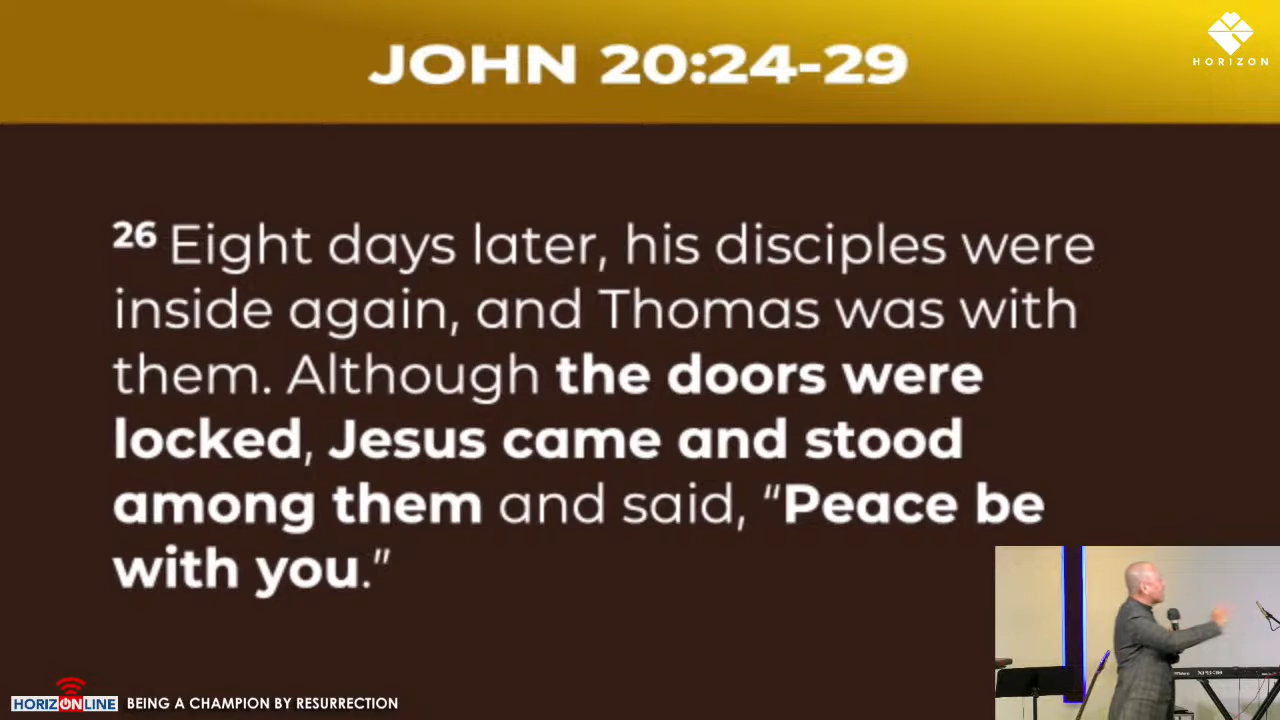 JOHN 20:24-29
HORIZON
26 Eight days later, his disciples were
inside again, and Thomas was with
them. Although the doors were
locked, Jesus came and stood
among them and said, “Peace be
with you.”
HORIZONLINE BEING A CHAMPION BY RESURRECTION